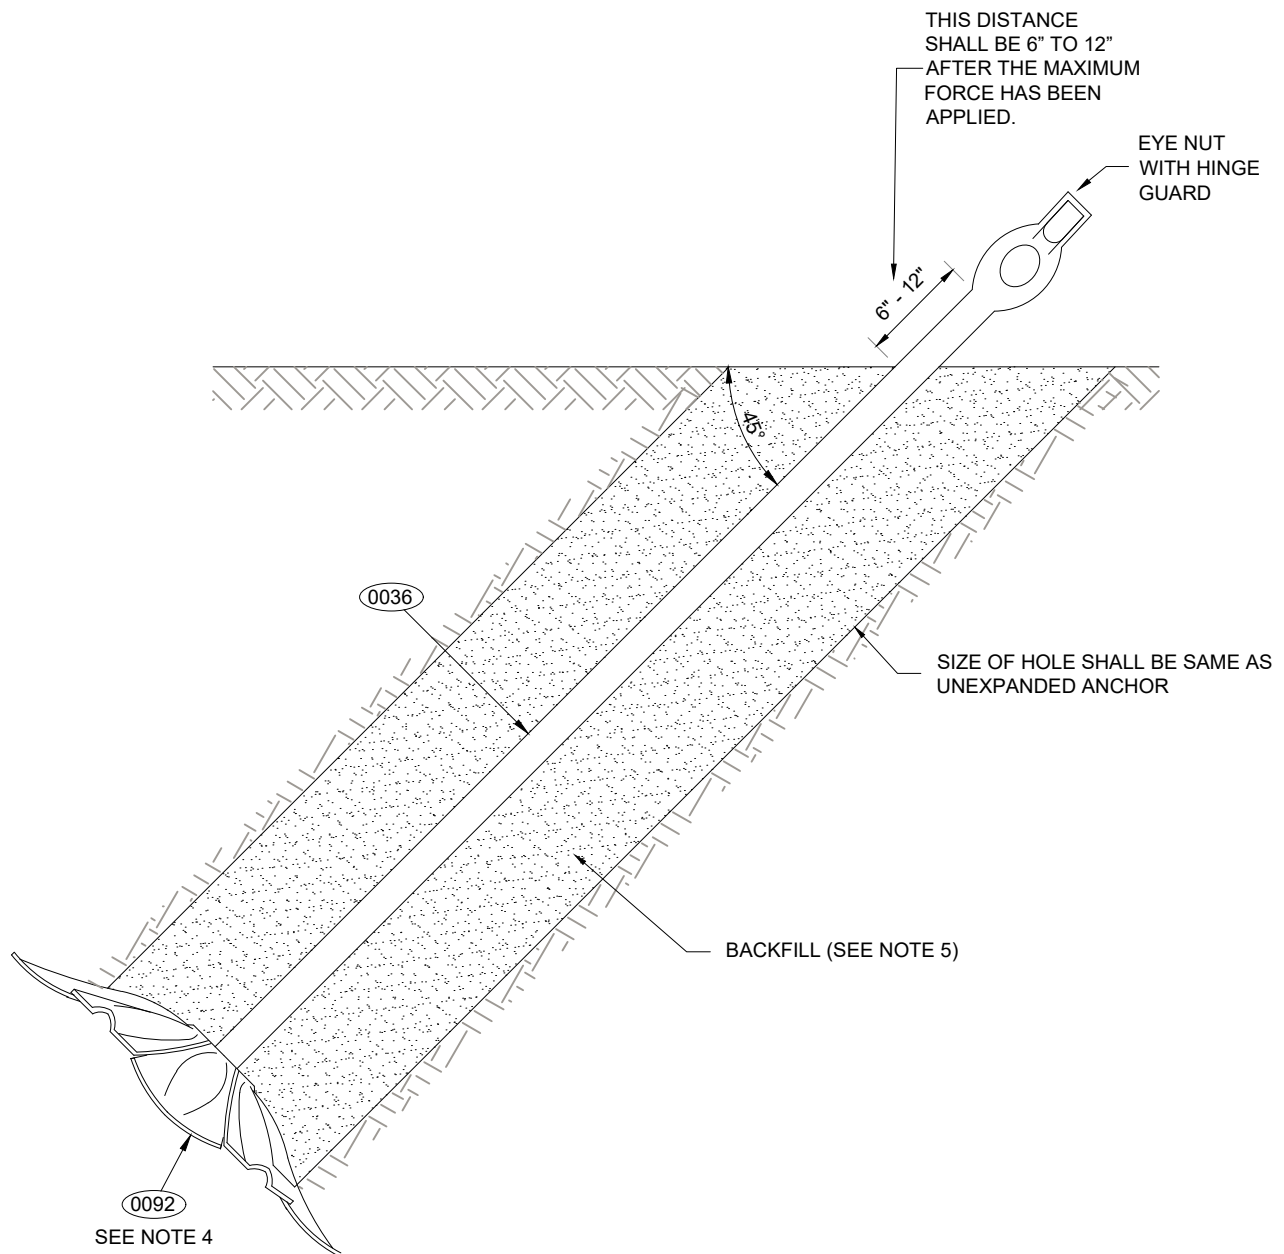 THIS DISTANCE
SHALL BE 6” TO 12”
AFTER THE MAXIMUM
FORCE HAS BEEN
APPLIED.
EYE NUT
WITH HINGE
GUARD
6" - 12"
45°
0036
SIZE OF HOLE SHALL BE SAME AS
UNEXPANDED ANCHOR
BACKFILL (SEE NOTE 5)
0092
SEE NOTE 4